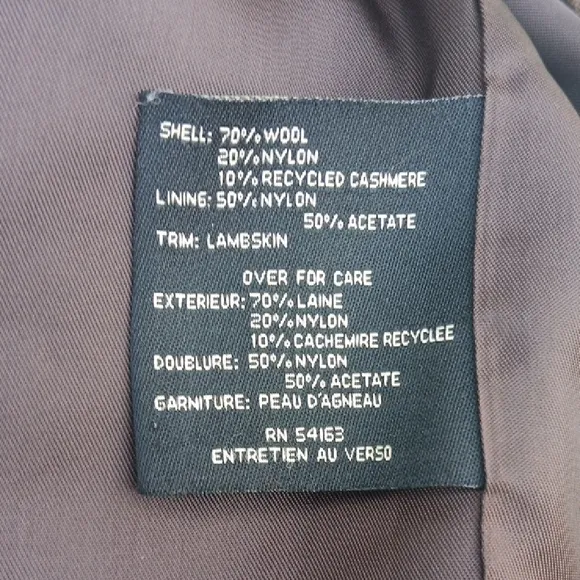 SHELL: 70% WOOL
20% NYLON
10% RECYCLED CASHMERE
LINING: 50% NYLON
50% ACETATE
TRIM: LAMBSKIN
OVER FOR CARE
EXTERIEUR: 70% LAINE
20% NYLON
10% CACHEMIRE RECYCLEE
DOUBLURE: 50% NYLON
50% ACETATE
GARNITURE: PEAU D'AGNEAU
RN 54163
ENTRETIEN AU VERSO